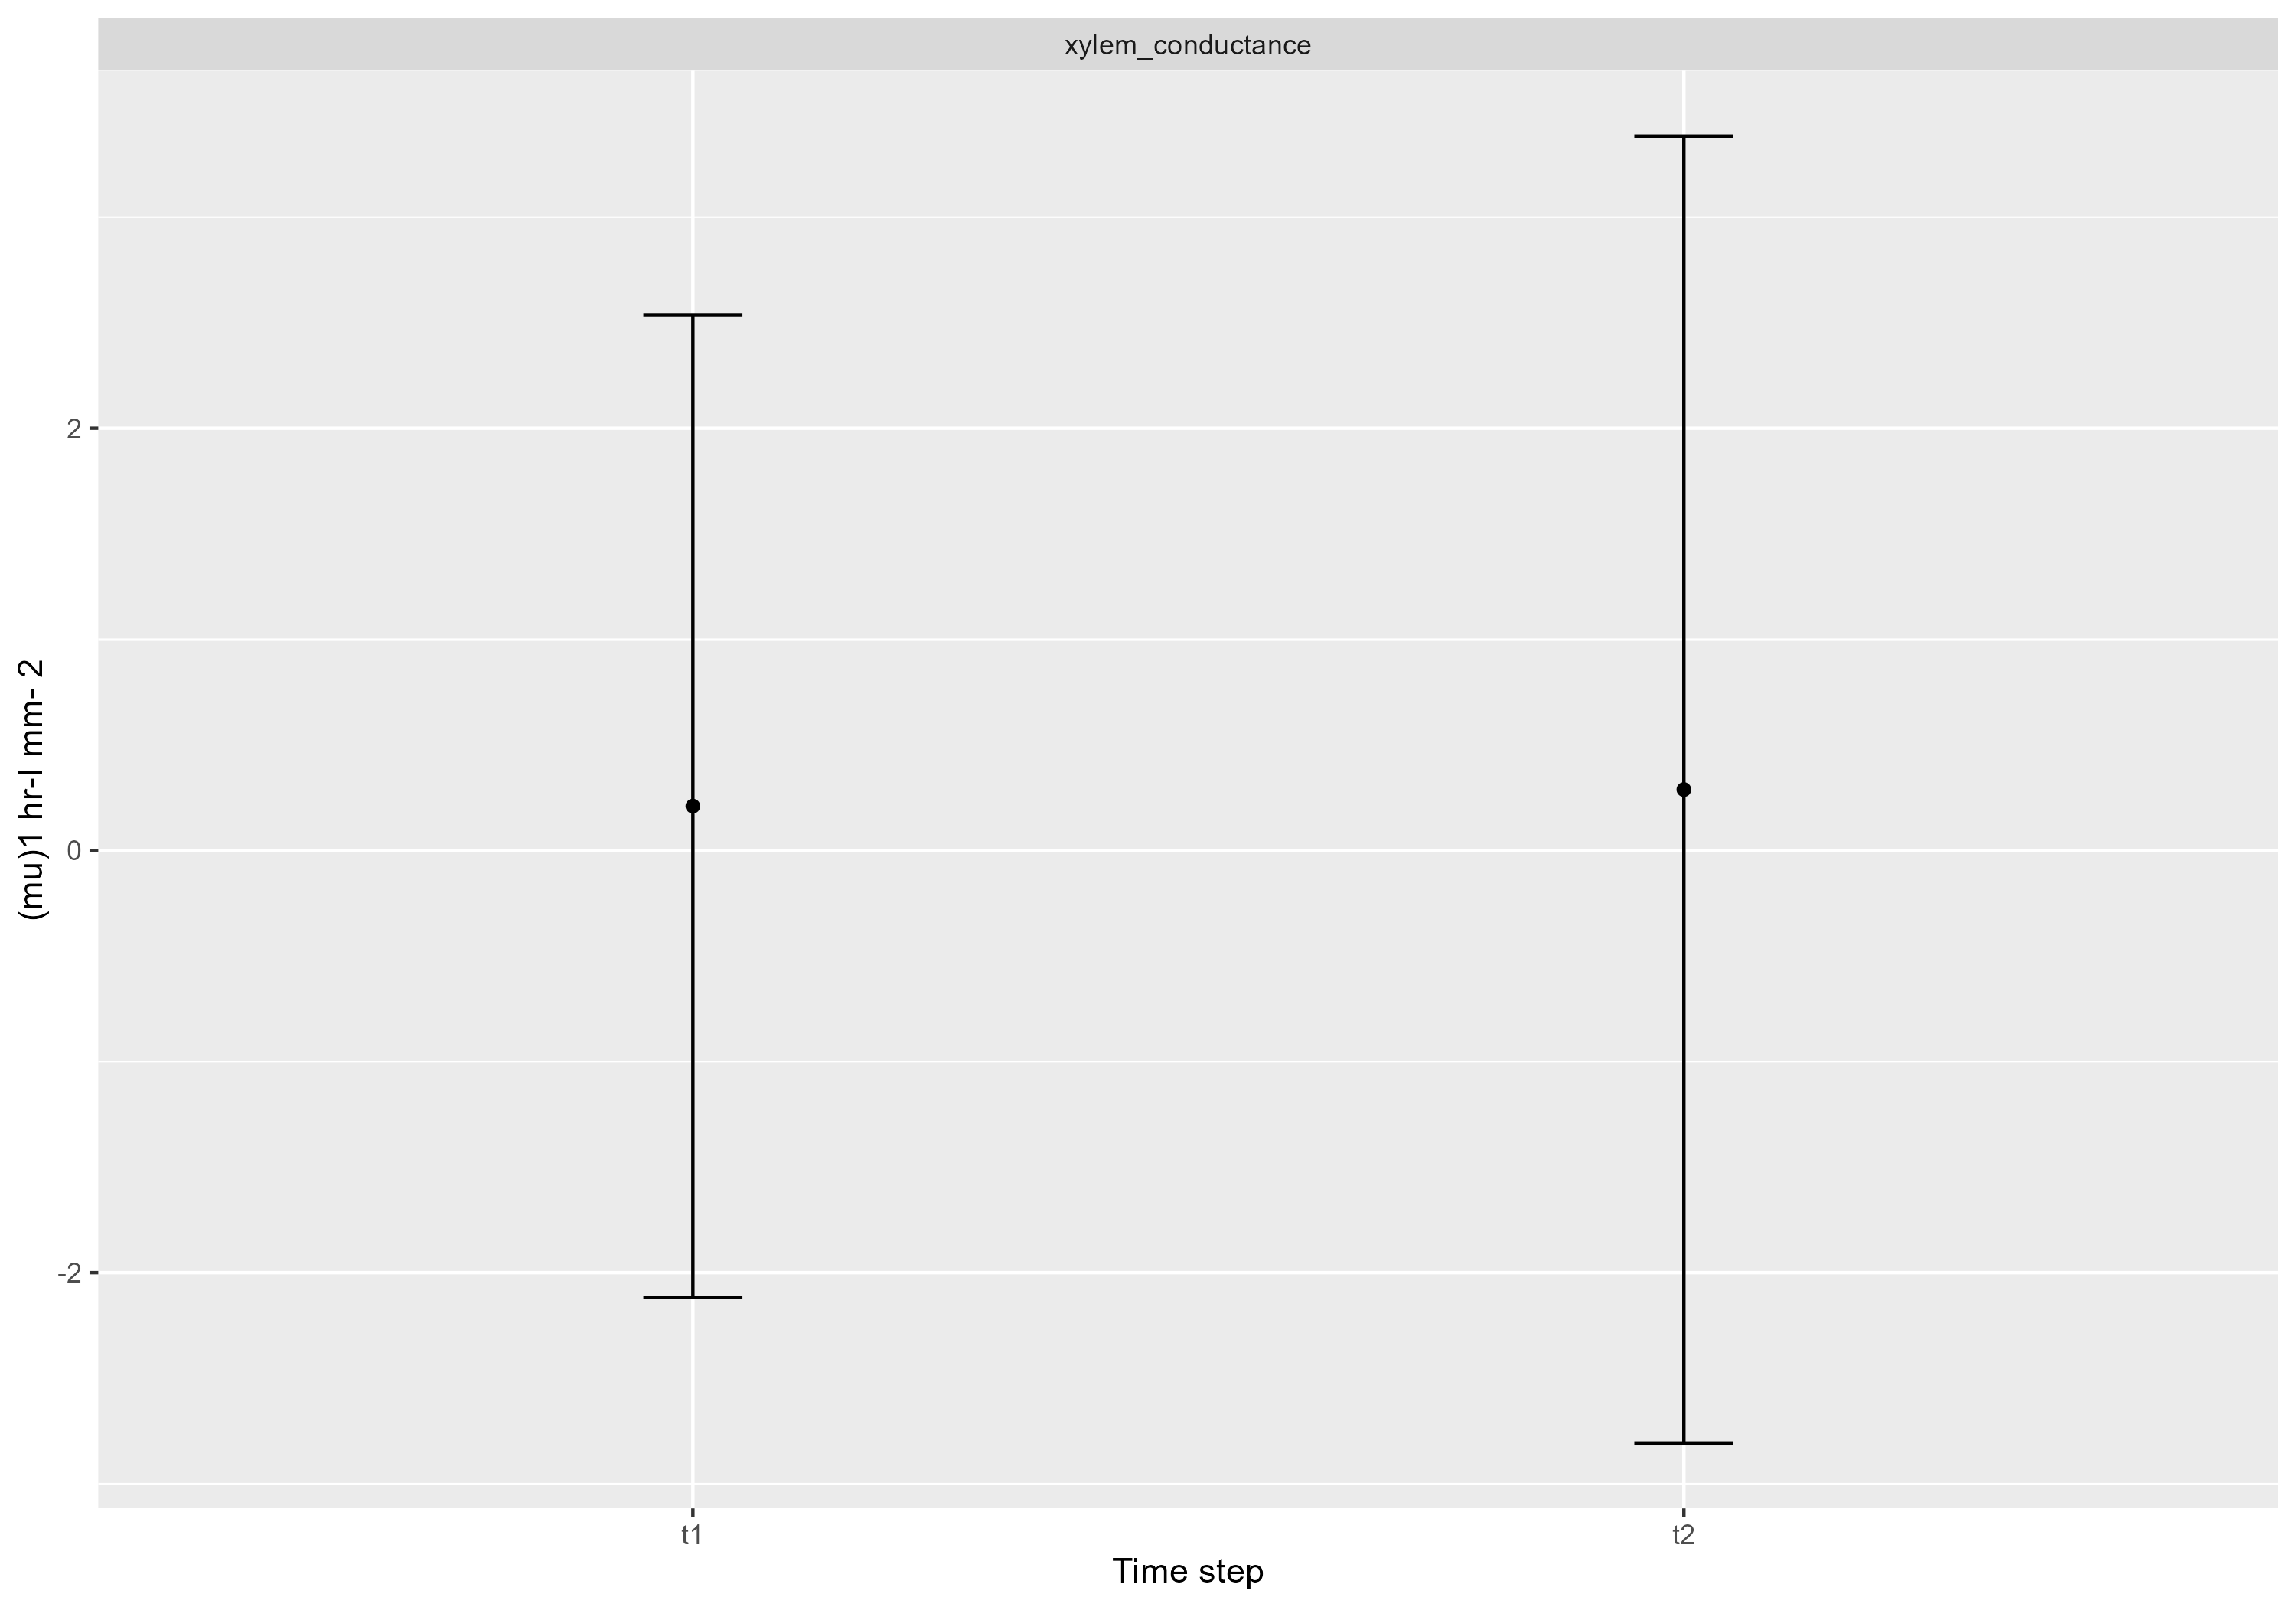 xylem_conductance
(mu)1 hr-l mm- 2
2
0
-2
t1
t2
Time step